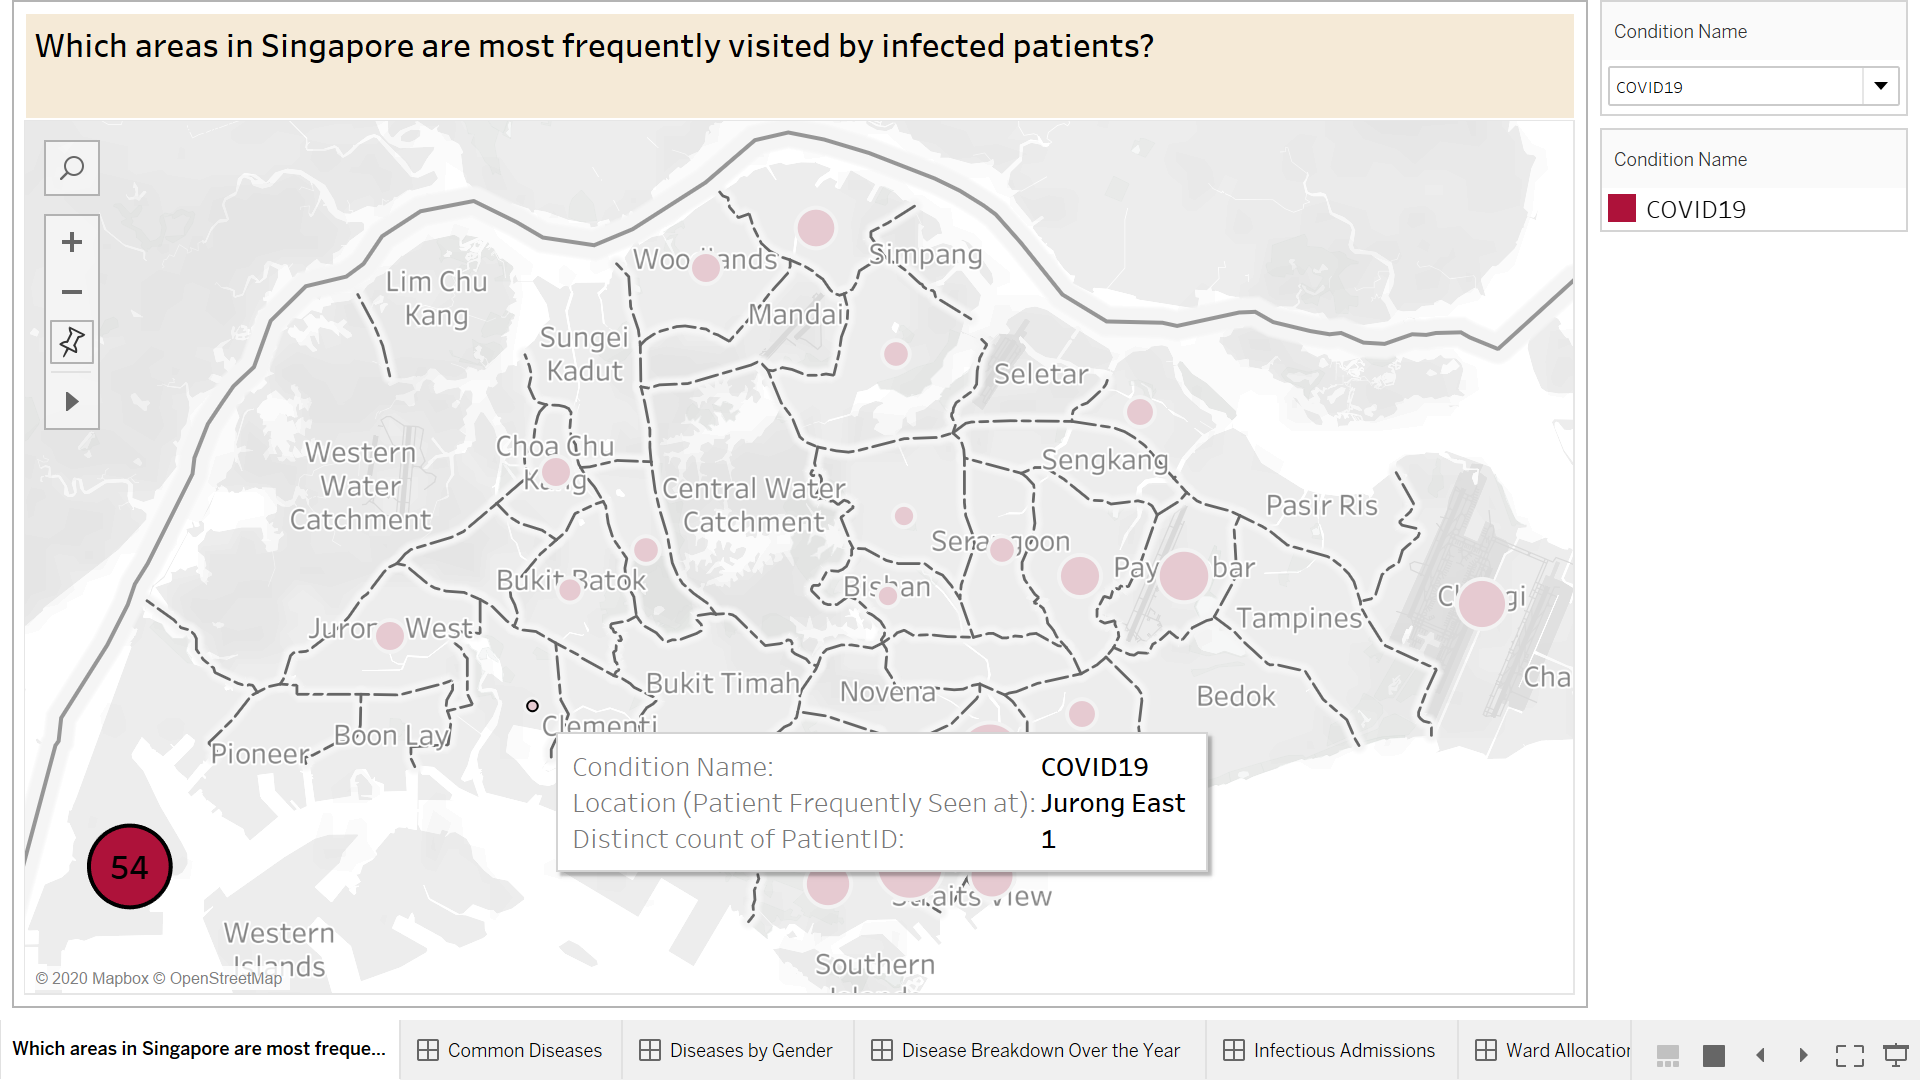 Which areas in Singapore are most frequently visited by infected patients?
Condition Name
COVID19
Condition Name
COVID19
Simpang
Lim Chu
Kang
Mandai
Sungei
Kadut
Seletar
Choa Chu
Western
Water
Catchment
Sengkang
Central Water
Catchment
Pasir Ris
Bukit Batok
Tampines
West
Bukit Timah
Novena
Bedok
Cha
Clementi
Boon Lay
Pioneer
Condition Name: COVID19
Location (Patient Frequently Seen at): Jurong East
Distinct count of PatientID: 1
54
Western
Islands
Southern
© 2020 Mapbox © OpenStreetMap
Which areas in Singapore are most freque...
Common Diseases
Diseases by Gender
Disease Breakdown Over the Year
Infectious Admissions
Ward Allocation